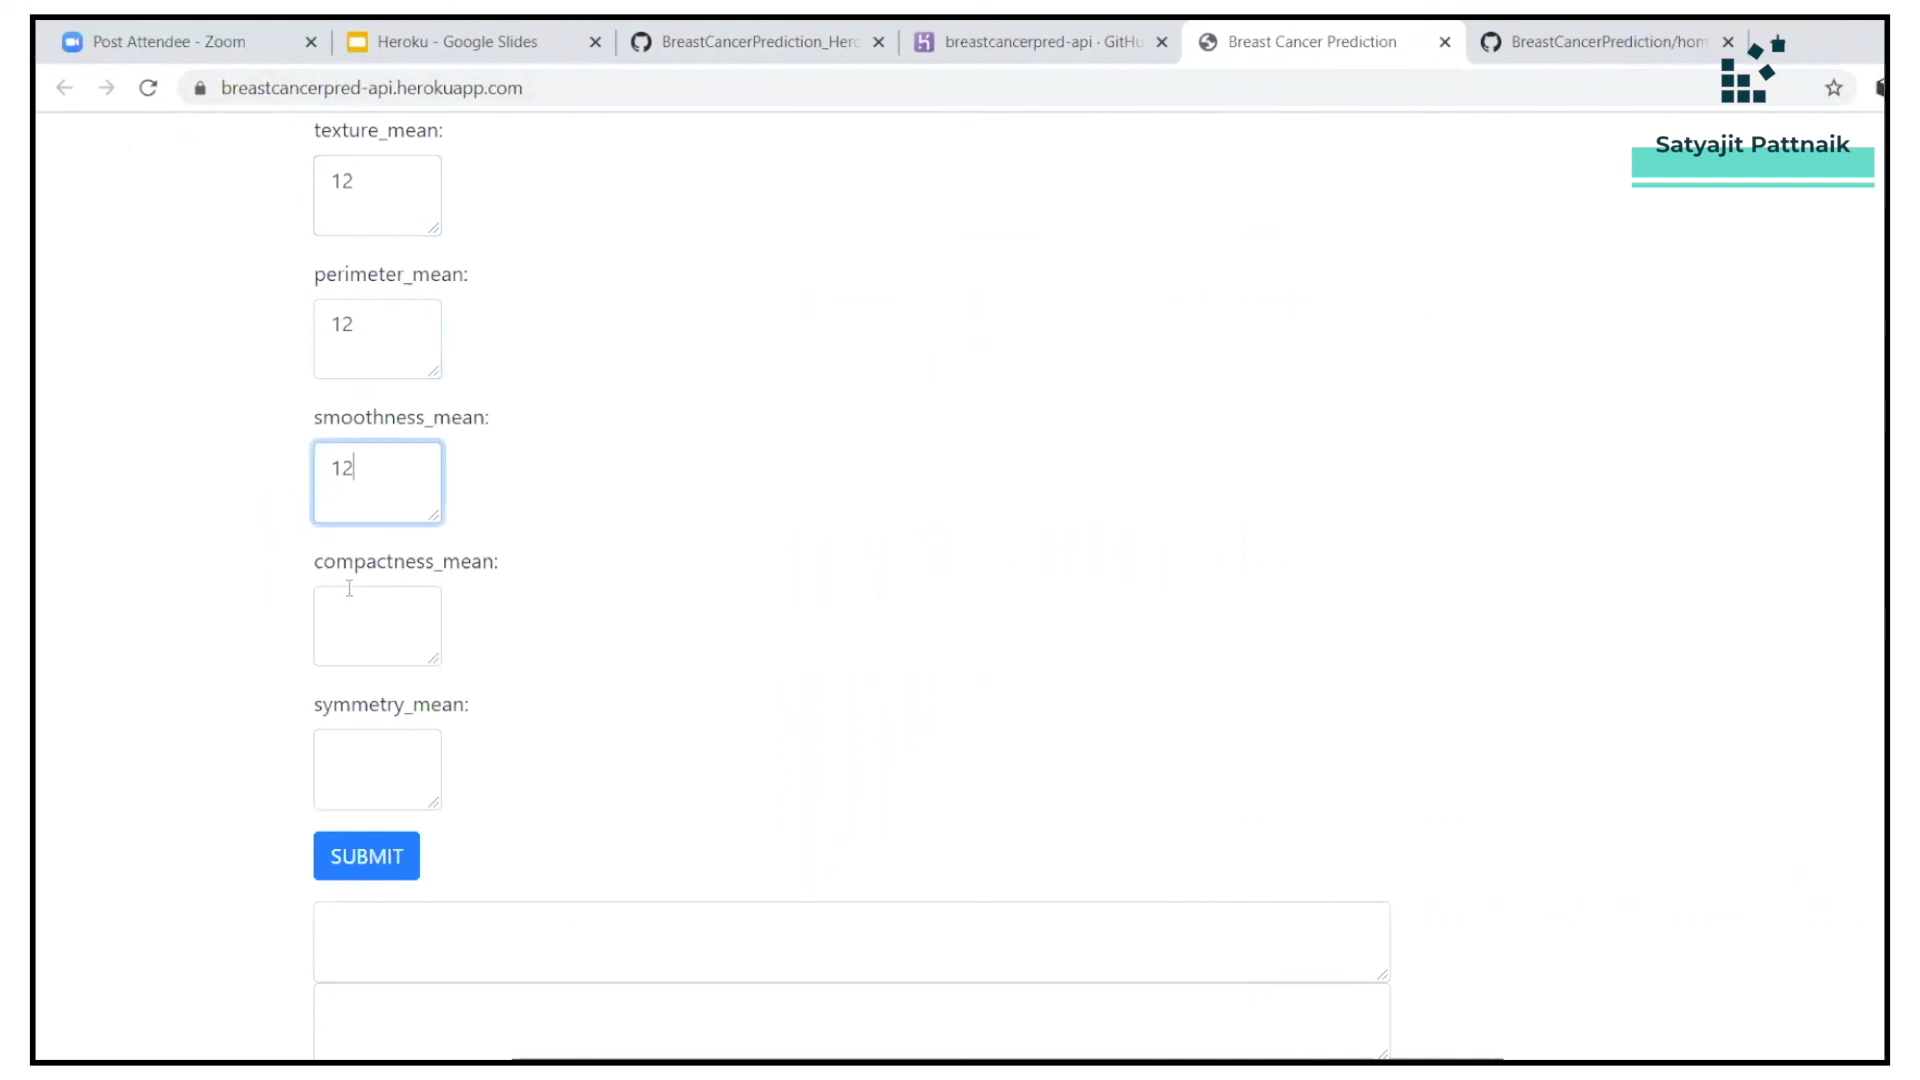 Post Attendee - Zoom
Heroku - Google Slides
BreastCancerPrediction_Herc
breastcancerpred-api · GitHu
Breast Cancer Prediction
BreastCancerPrediction/hom
breastcancerpred-api.herokuapp.com
Satyajit Pattnaik
texture_mean:
12
perimeter_mean:
12
smoothness_mean:
12
compactness_mean:
symmetry_mean:
SUBMIT